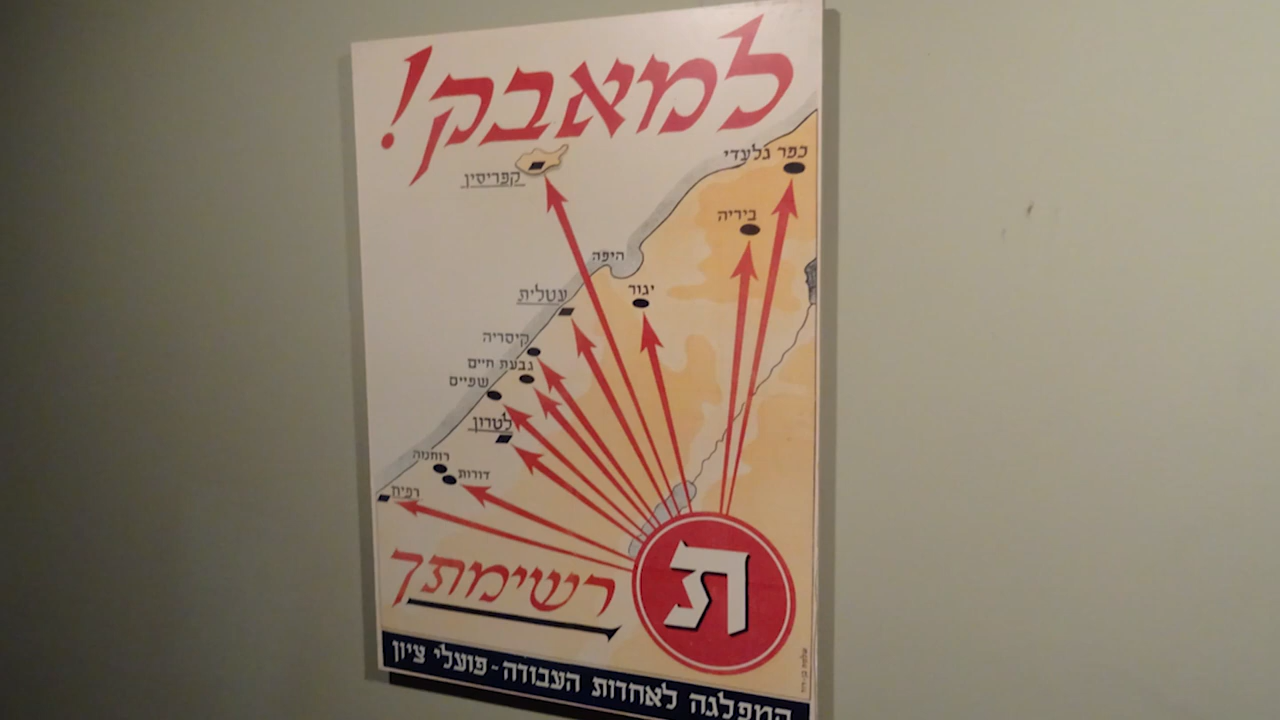 למאבק!
כפר גלעדי
קפריסין
ביריה
חיפה
יגור
עטלית
קיסריה
גבעת חיים
שפיים
לטרון
רוחמה
דורות
רפיח
ת
רשימתך
המפלגה לאחדות העבודה - פועלי ציון